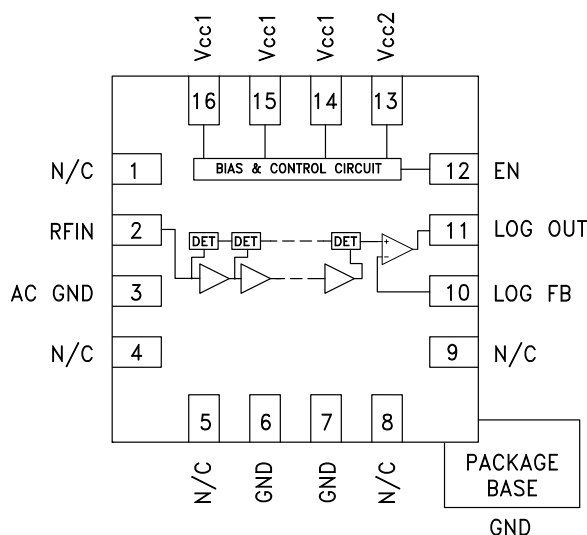 Vcc1 Vcc1 Vcc1 Vcc2
16 15 14 13
N/C 1 BIAS & CONTROL CIRCUIT 12 EN
RFIN 2 DET DET DET + 11 LOG OUT
−
AC GND 3 10 LOG FB
N/C 4 9 N/C
5 6 7 8
N/C GND GND N/C
PACKAGE
BASE
GND